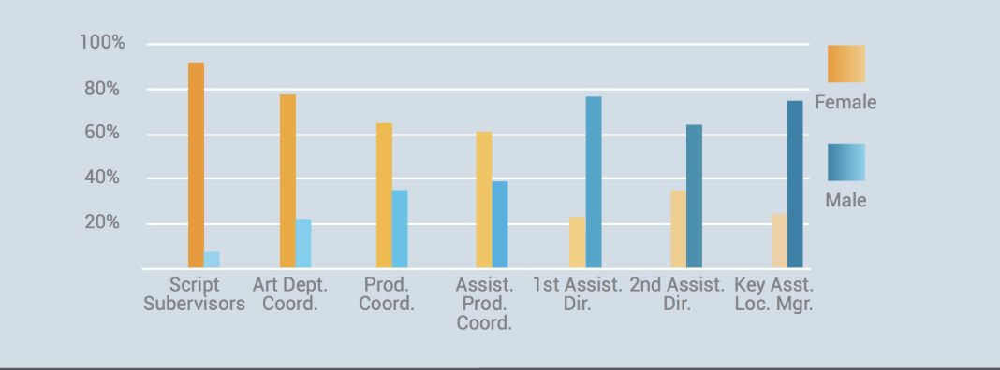 100%
80%
60%
40%
20%
Script
Subervisors
Art Dept.
Coord.
Prod.
Coord.
Assist.
Prod.
Coord.
1st Assist.
Dir.
2nd Assist.
Dir.
Key Asst.
Loc. Mgr.
Female
Male